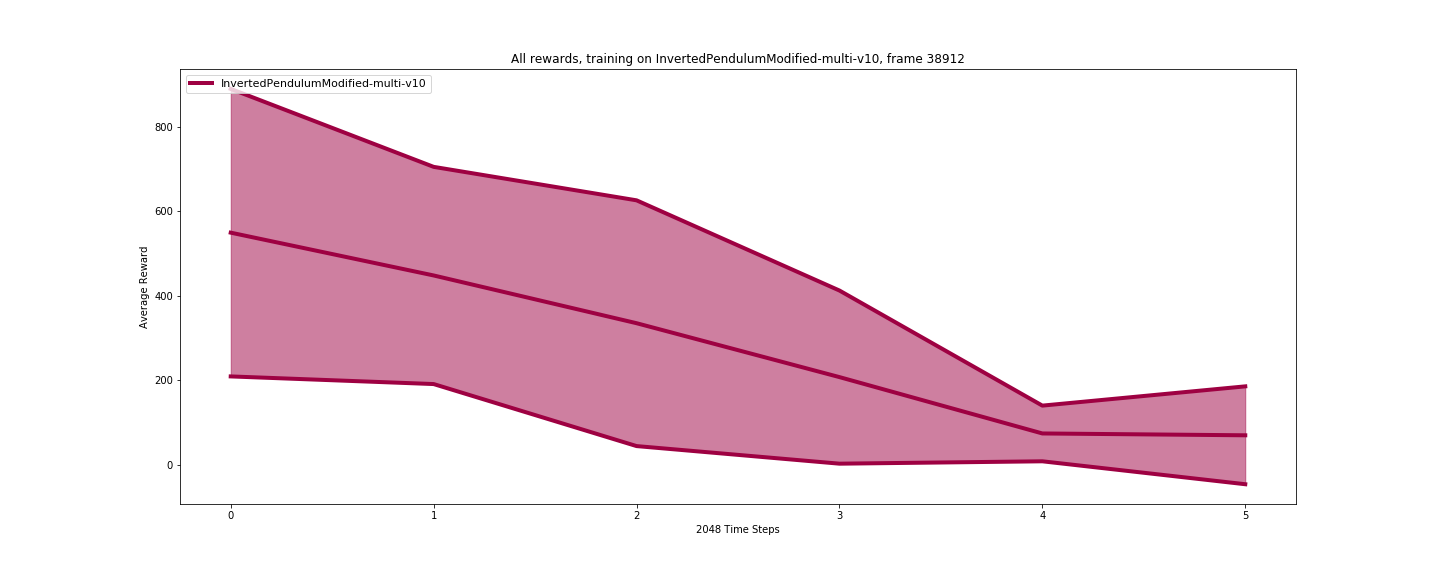 All rewards, training on InvertedPendulumModified-multi-v10, frame 38912
InvertedPendulumModified-multi-v10
Average Reward
800
600
400
200
0
0 1 2 3 4 5
2048 Time Steps